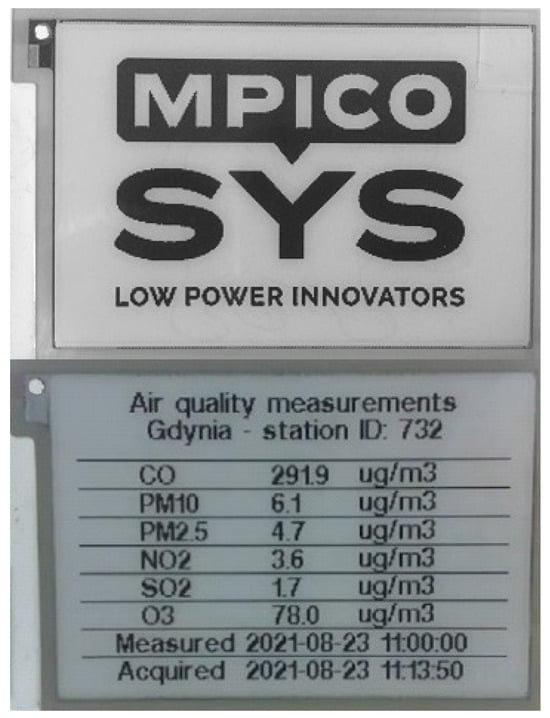 MPICO
SYS
LOW POWER INNOVATORS
Air quality measurements
Gdynia - station ID: 732
CO 291.9 ug/m3
PM10 6.1 ug/m3
PM2.5 4.7 ug/m3
NO2 3.6 ug/m3
SO2 1.7 ug/m3
O3 78.0 ug/m3
Measured 2021-08-23 11:00:00
Acquired 2021-08-23 11:13:50